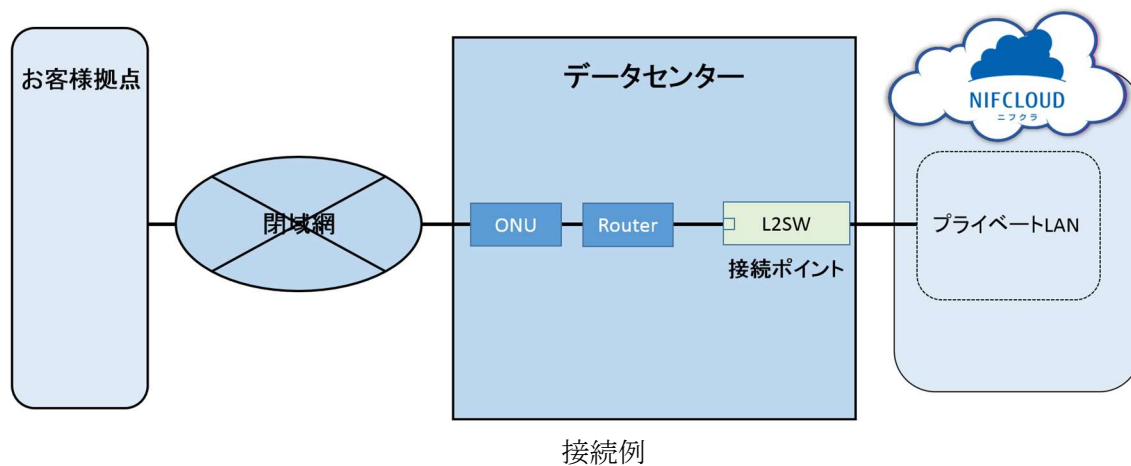 お客様拠点
閉域網
データセンター
ONU
Router
L2SW
接続ポイント
NIFCLOUD
ニフクラ
プライベートLAN
接続例